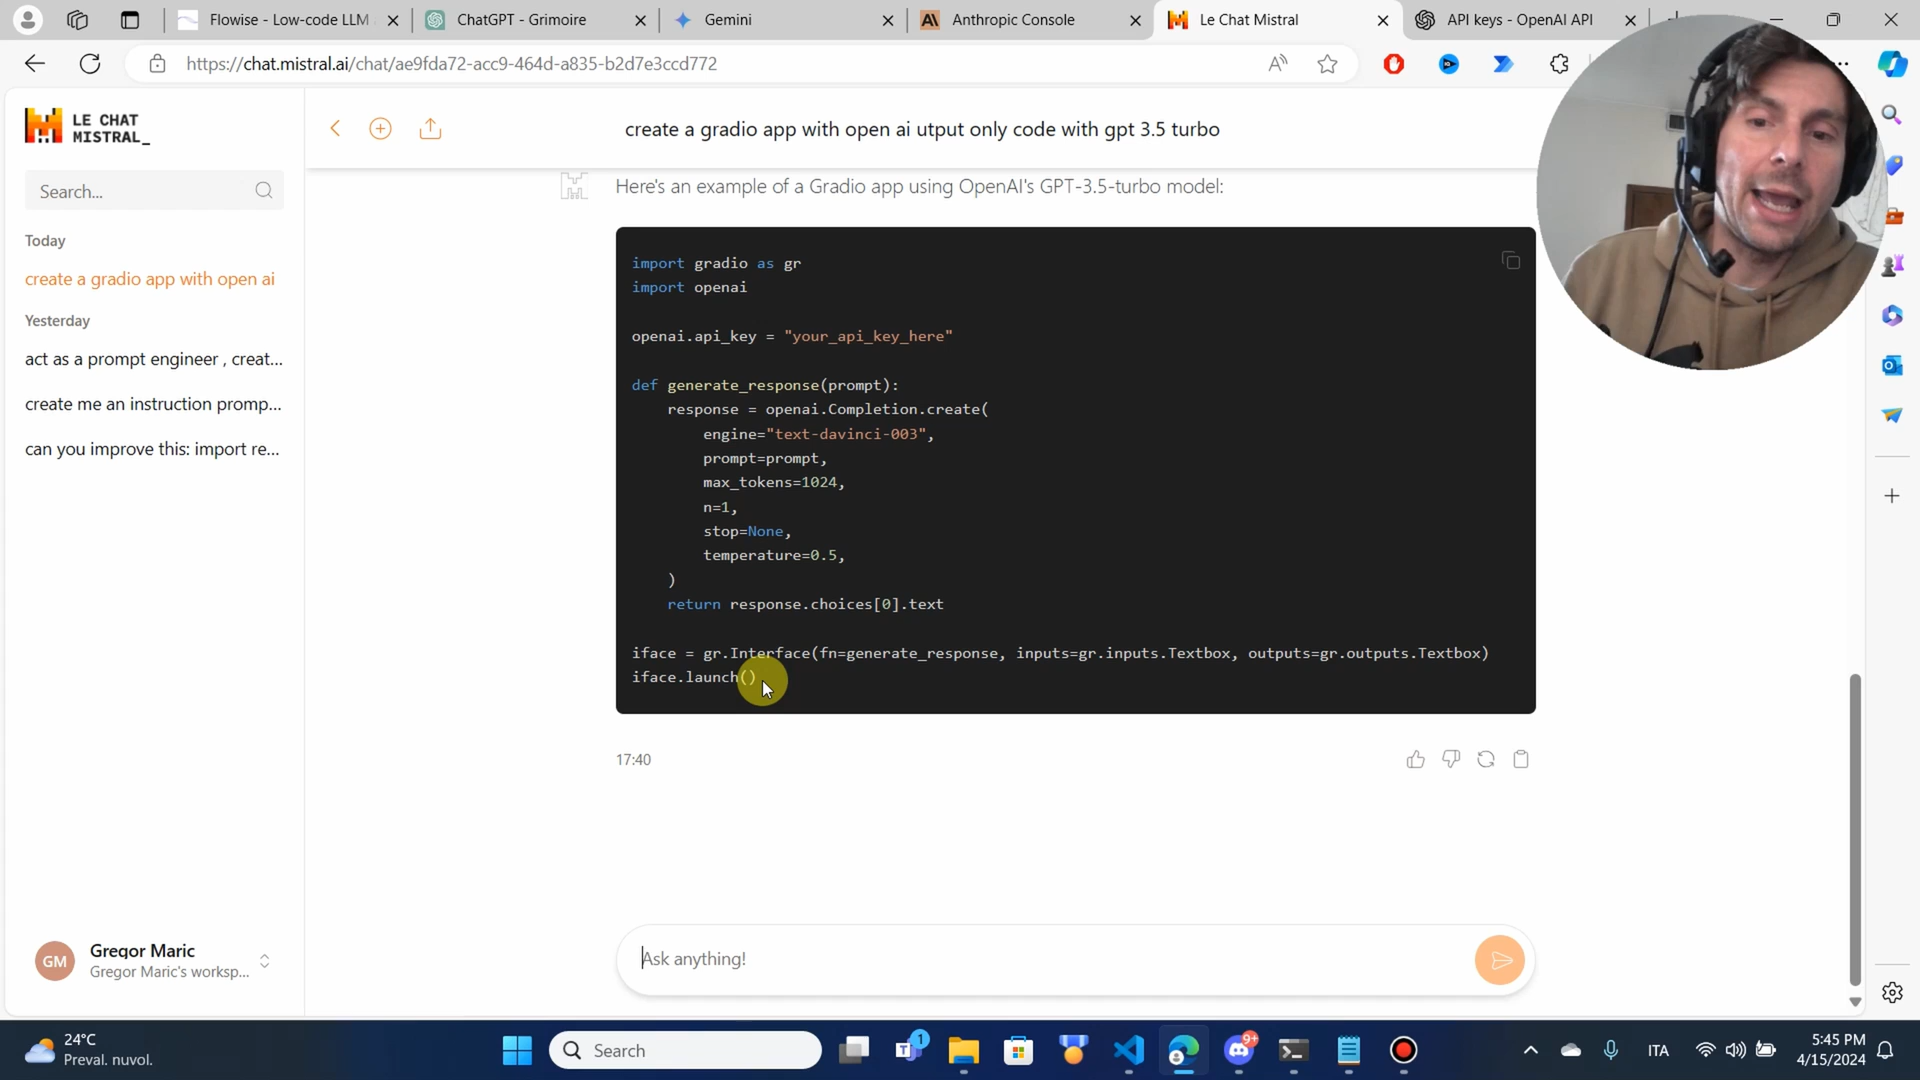 Flowise - Low-code LLM
ChatGPT - Grimoire
Gemini
Anthropic Console
Le Chat Mistral
API keys - OpenAI API
https://chat.mistral.ai/chat/ae9fda72-acc9-464d-a835-b2d7e3ccd772
LE CHAT
MISTRAL_
create a gradio app with open ai utput only code with gpt 3.5 turbo
Search...
Today
create a gradio app with open ai
Yesterday
act as a prompt engineer , creat...
create me an instruction promp...
can you improve this: import re...
Here's an example of a Gradio app using OpenAI's GPT-3.5-turbo model:
import gradio as gr
import openai
openai.api_key = "your_api_key_here"
def generate_response(prompt):
response = openai.Completion.create(
engine="text-davinci-003",
prompt=prompt,
max_tokens=1024,
n=1,
stop=None,
temperature=0.5,
)
return response.choices[0].text
iface = gr.Interface(fn=generate_response, inputs=gr.inputs.Textbox, outputs=gr.outputs.Textbox)
iface.launch()
17:40
GM
Gregor Maric
Gregor Maric's worksp...
Ask anything!
24°C
Preval. nuvol.
Search
1
9+
ITA
5:45 PM
4/15/2024